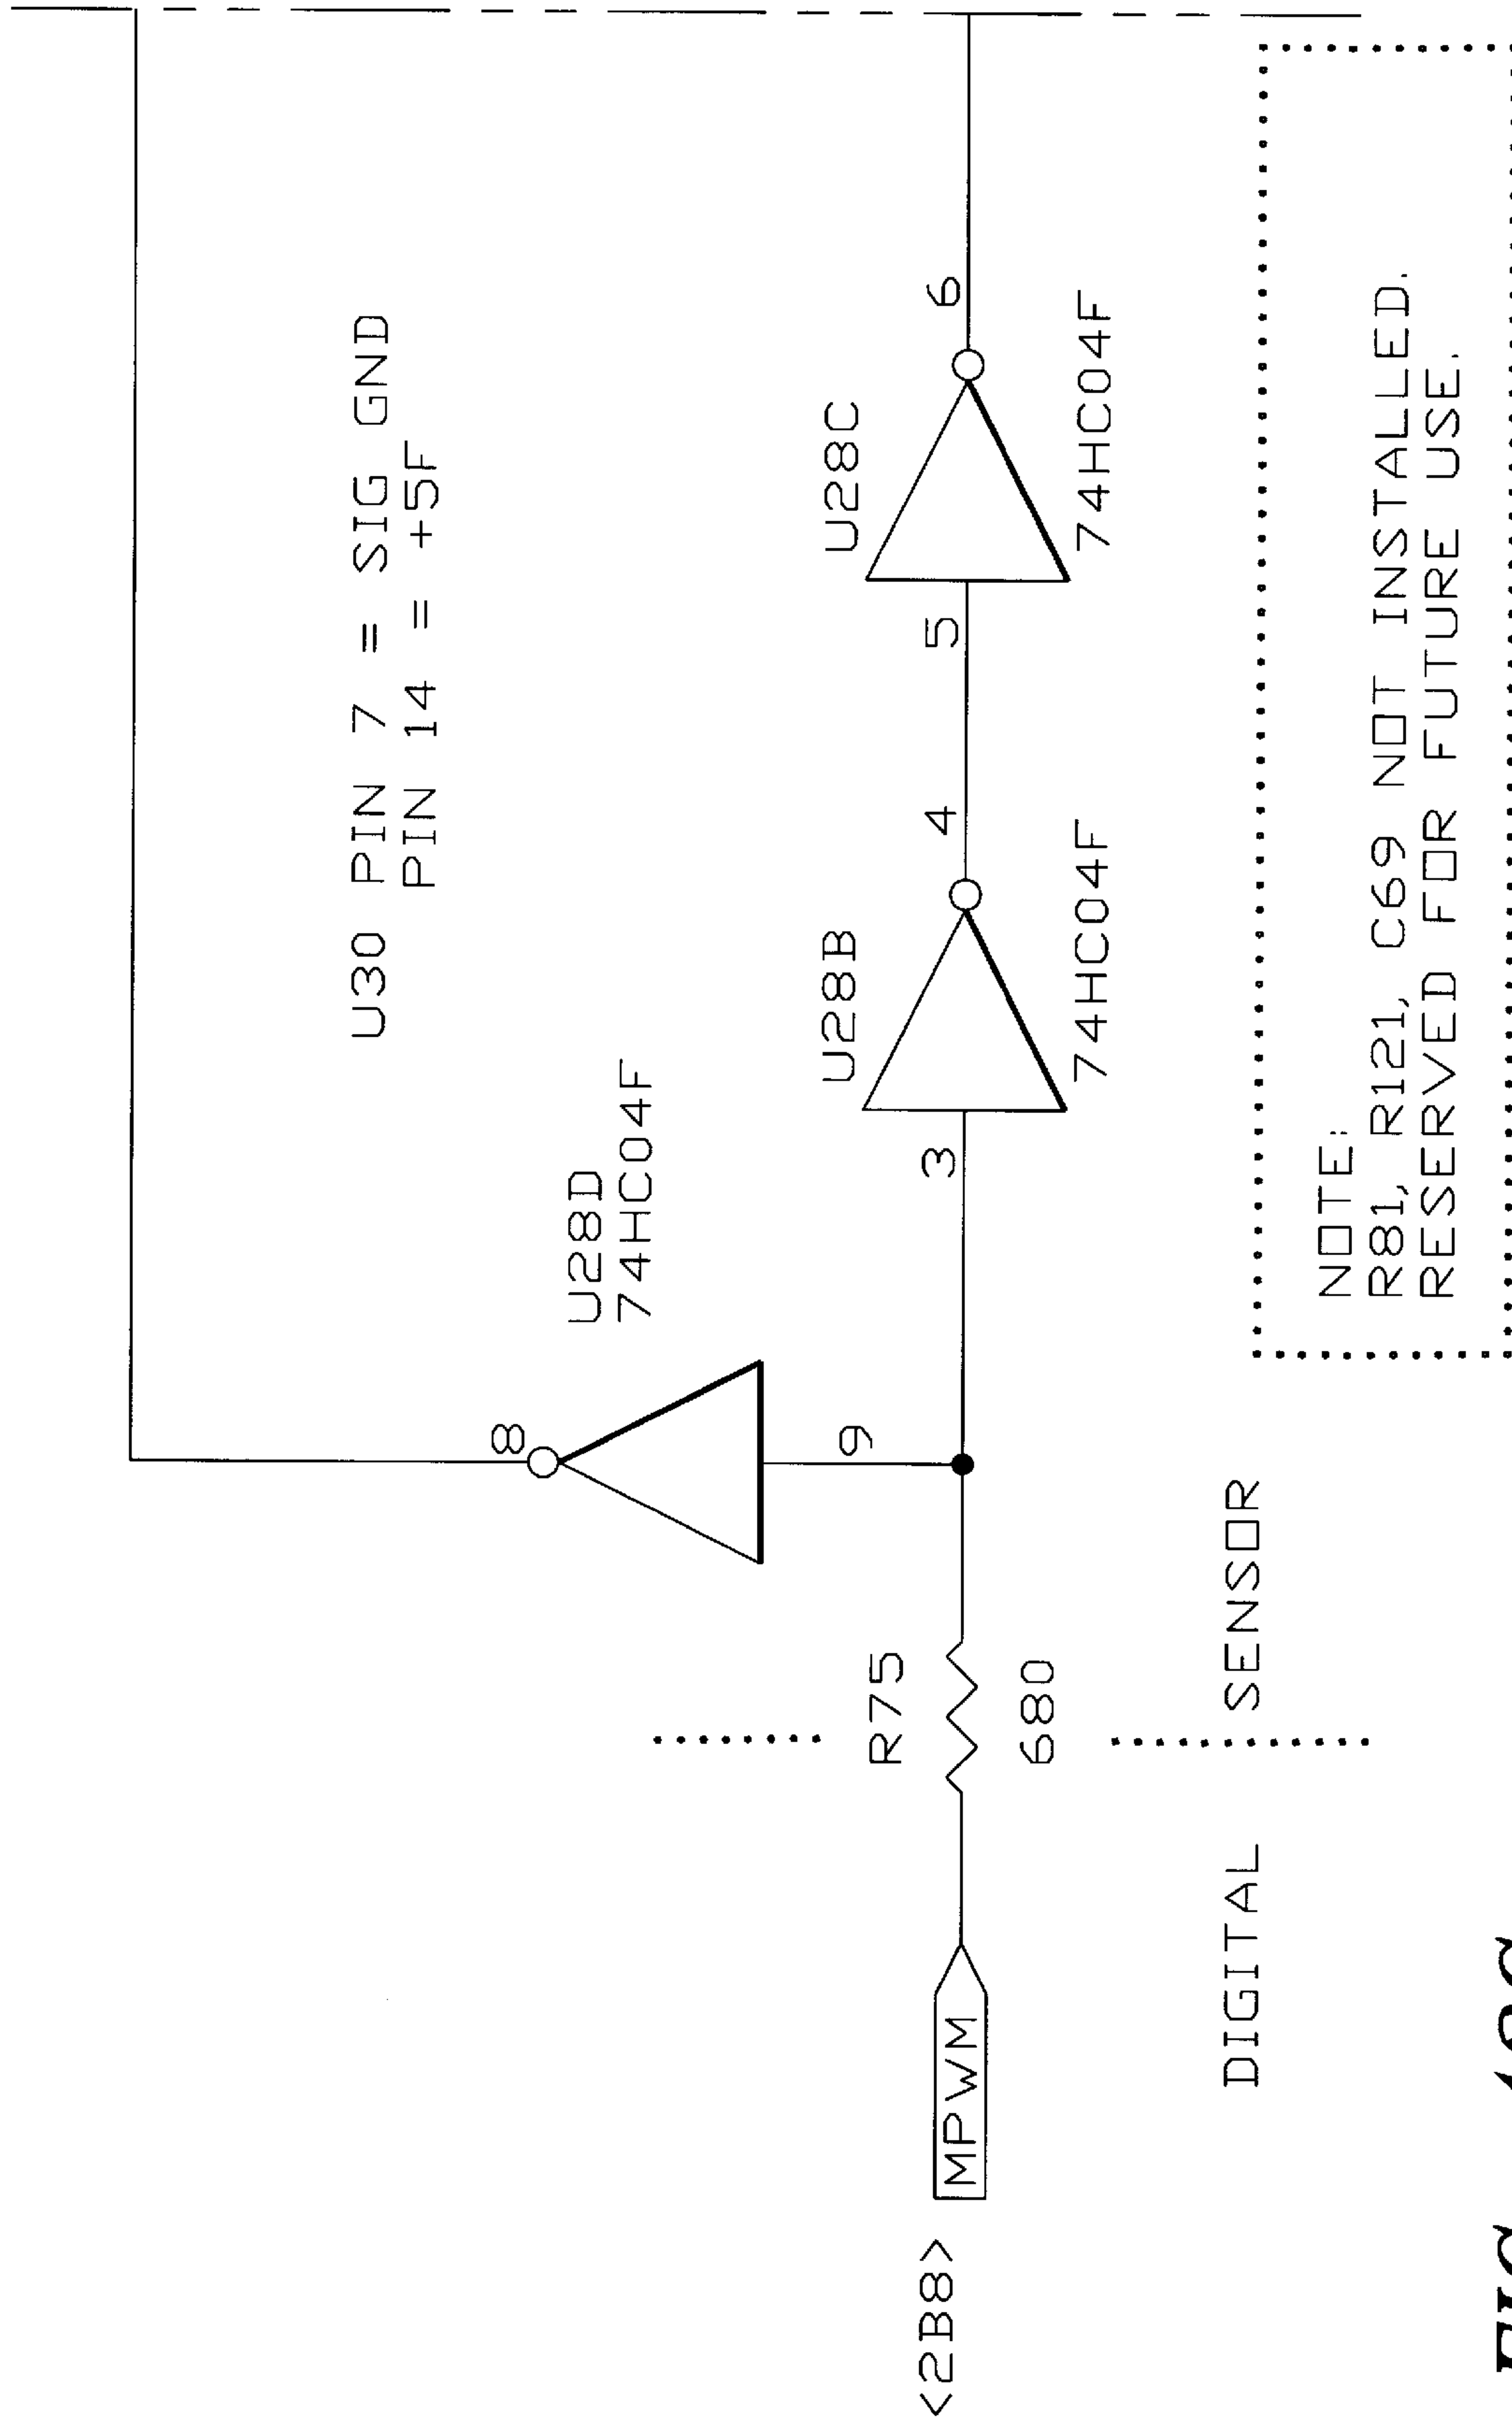 U30 PIN 7 = SIG GND
PIN 14 = +5F
8
U28D
74HC04F
9
<2B8>
MPWM
R75
680
3
U28B
74HC04F
4
5
U28C
74HC04F
6
DIGITAL
SENSOR
NOTE:
R81, R121, C69 NOT INSTALLED.
RESERVED FOR FUTURE USE.
FIG.